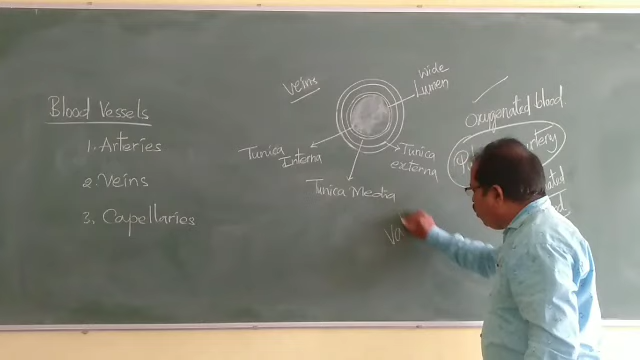 Blood Vessels
1. Arteries
2. Veins
3. Capellaries
Veins
Wide
Lumen
Tunica
Interna
Tunica Media
Tunica
externa
Oxygenated blood.